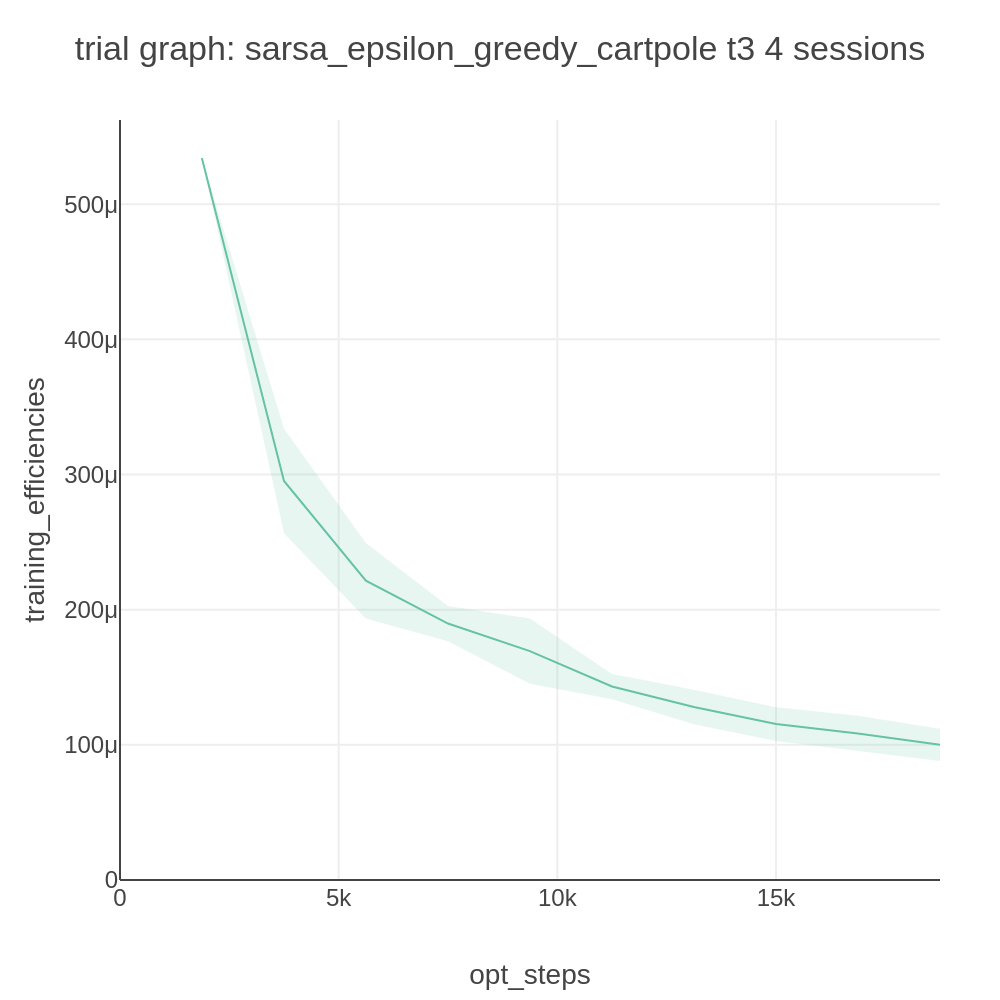 trial graph: sarsa_epsilon_greedy_cartpole t3 4 sessions
training_efficiencies
500μ
400μ
300μ
200μ
100μ
0
0 5k 10k 15k
opt_steps